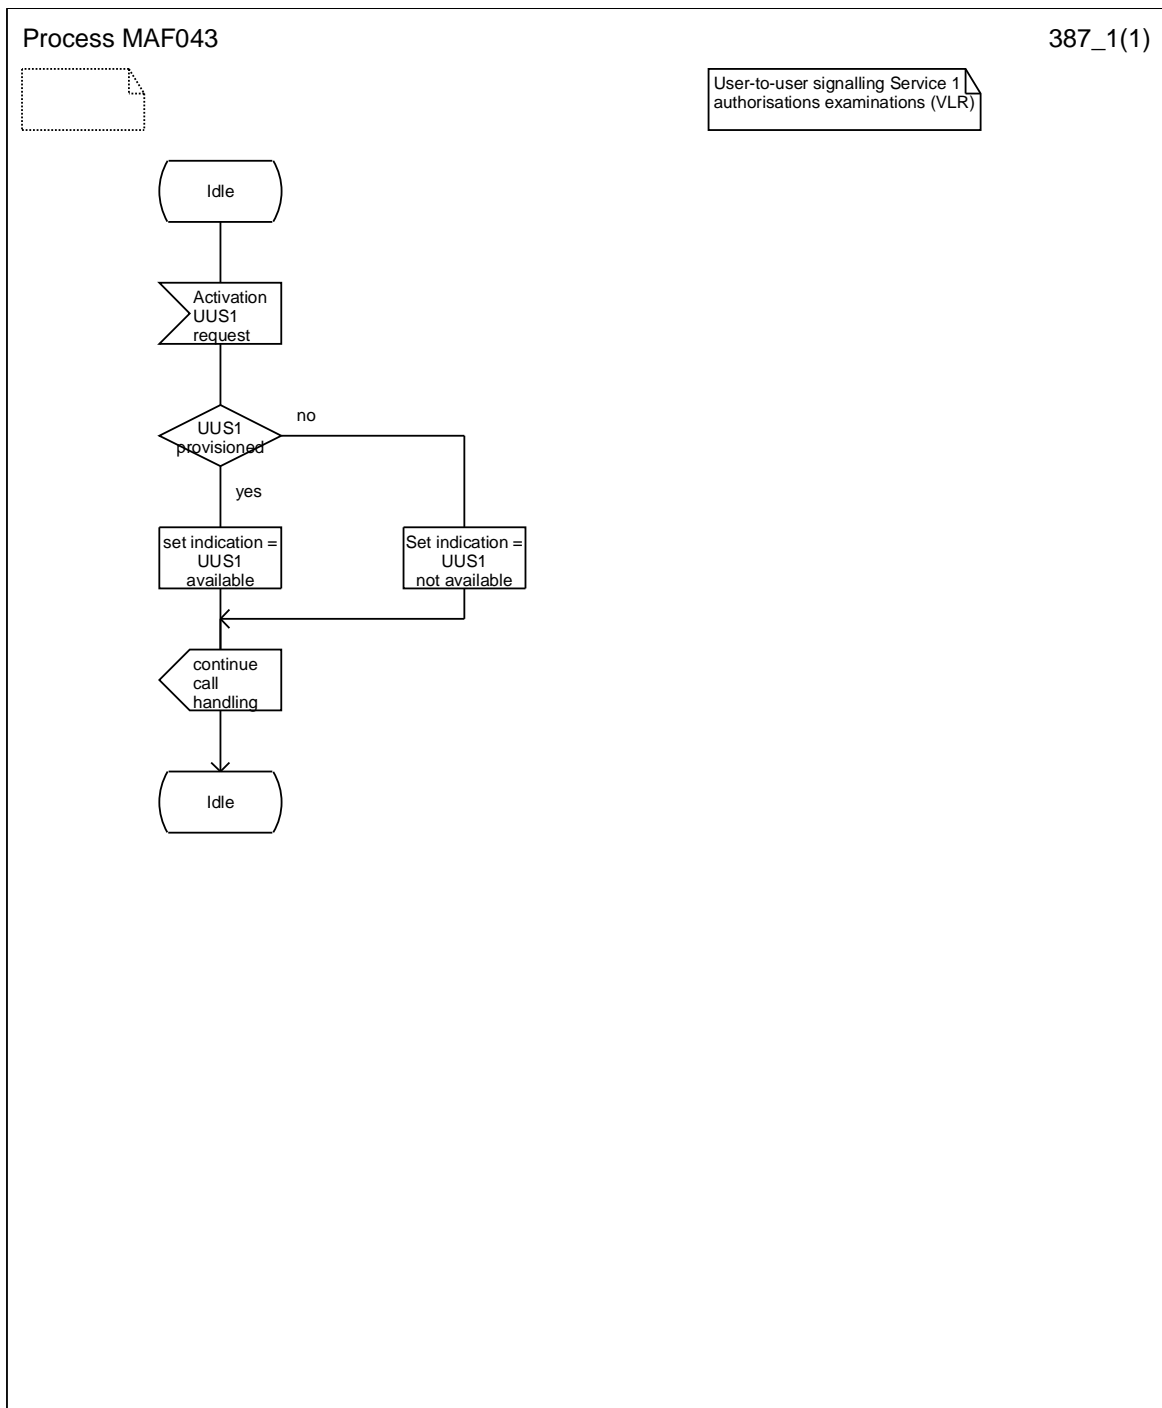 Process MAF043
387_1(1)
User-to-user signalling Service 1
authorisations examinations (VLR)
Idle
Activation
UUS1
request
UUS1
provisioned
no
yes
set indication =
UUS1
available
Set indication =
UUS1
not available
continue
call
handling
Idle